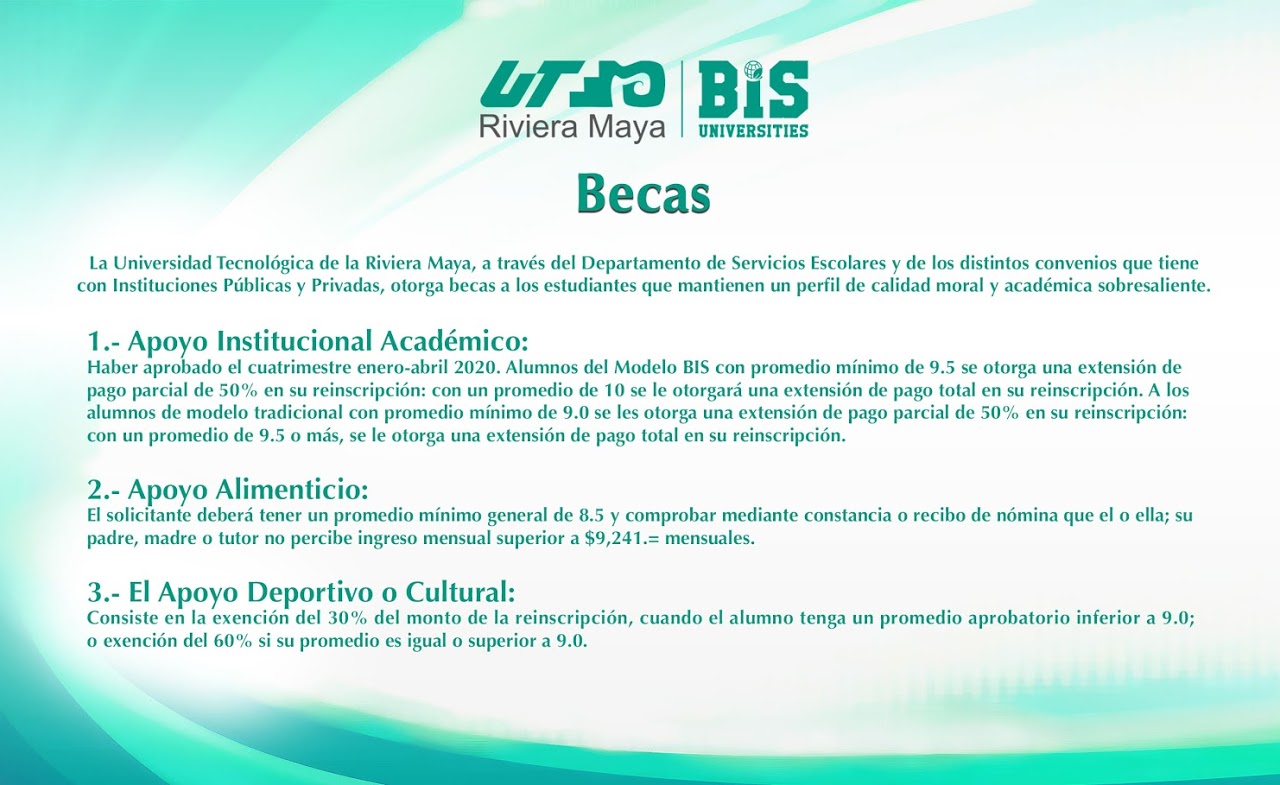 UT
Riviera Maya
BIS
UNIVERSITIES
Becas
La Universidad Tecnológica de la Riviera Maya, a través del Departamento de Servicios Escolares y de los distintos convenios que tiene
con Instituciones Públicas y Privadas, otorga becas a los estudiantes que mantienen un perfil de calidad moral y académica sobresaliente.
1.- Apoyo Institucional Académico:
Haber aprobado el cuatrimestre enero-abril 2020. Alumnos del Modelo BIS con promedio mínimo de 9.5 se otorga una extensión de
pago parcial de 50% en su reinscripción: con un promedio de 10 se le otorgará una extensión de pago total en su reinscripción. A los
alumnos de modelo tradicional con promedio mínimo de 9.0 se les otorga una extensión de pago parcial de 50% en su reinscripción:
con un promedio de 9.5 o más, se le otorga una extensión de pago total en su reinscripción.
2.- Apoyo Alimenticio:
El solicitante deberá tener un promedio mínimo general de 8.5 y comprobar mediante constancia o recibo de nómina que el o ella; su
padre, madre o tutor no percibe ingreso mensual superior a $9,241.= mensuales.
3.- El Apoyo Deportivo o Cultural:
Consiste en la exención del 30% del monto de la reinscripción, cuando el alumno tenga un promedio aprobatorio inferior a 9.0;
o exención del 60% si su promedio es igual o superior a 9.0.